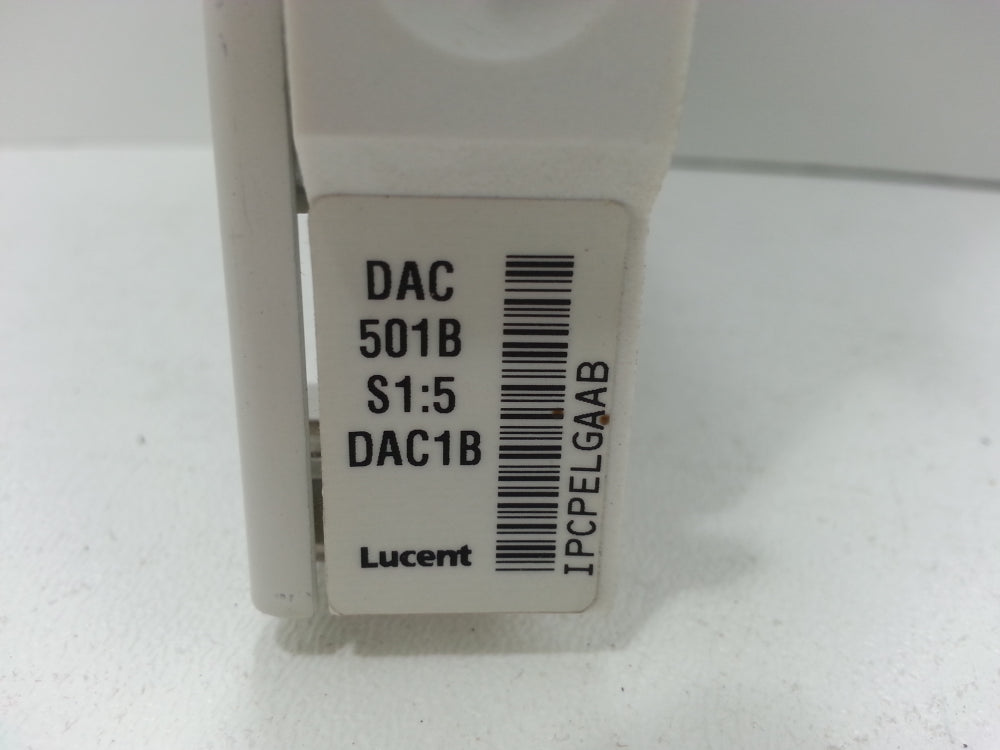 DAC
501B
S1:5
DAC1B
Lucent
IPCPELGAAB